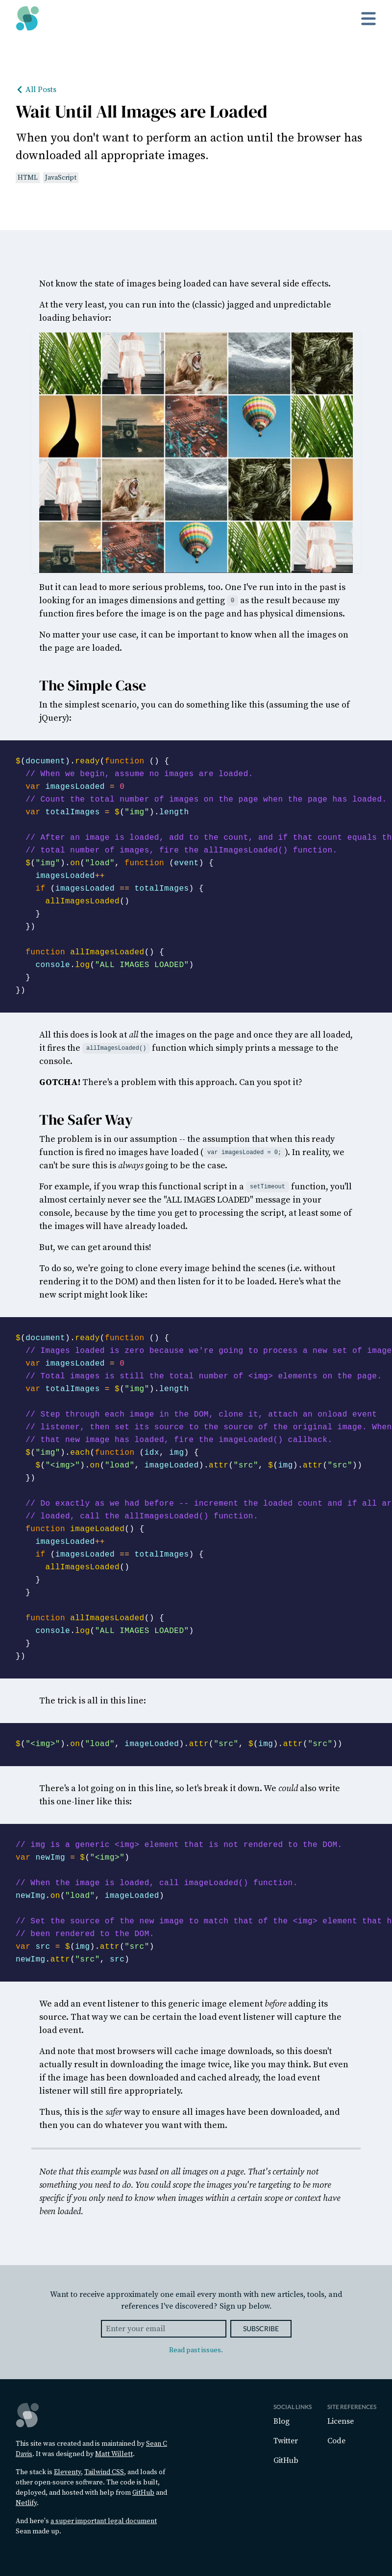 All Posts
Wait Until All Images are Loaded
When you don't want to perform an action until the browser has
downloaded all appropriate images.
HTML JavaScript
Not know the state of images being loaded can have several side effects.
At the very least, you can run into the (classic) jagged and unpredictable
loading behavior:
But it can lead to more serious problems, too. One I've run into in the past is
looking for an images dimensions and getting 0 as the result because my
function fires before the image is on the page and has physical dimensions.
No matter your use case, it can be important to know when all the images on
the page are loaded.
The Simple Case
In the simplest scenario, you can do something like this (assuming the use of
jQuery):
$(document).ready(function () {
// When we begin, assume no images are loaded.
var imagesLoaded = 0
// Count the total number of images on the page when the page has loaded.
var totalImages = $("img").length
// After an image is loaded, add to the count, and if that count equals th
// total number of images, fire the allImagesLoaded() function.
$("img").on("load", function (event) {
imagesLoaded++
if (imagesLoaded == totalImages) {
allImagesLoaded()
}
})
function allImagesLoaded() {
console.log("ALL IMAGES LOADED")
}
})
All this does is look at all the images on the page and once they are all loaded,
it fires the allImagesLoaded() function which simply prints a message to the
console.
GOTCHA! There's a problem with this approach. Can you spot it?
The Safer Way
The problem is in our assumption -- the assumption that when this ready
function is fired no images have loaded ( var imagesLoaded = 0; ). In reality, we
can't be sure this is always going to be the case.
For example, if you wrap this functional script in a setTimeout function, you'll
almost certainly never see the "ALL IMAGES LOADED" message in your
console, because by the time you get to processing the script, at least some of
the images will have already loaded.
But, we can get around this!
To do so, we're going to clone every image behind the scenes (i.e. without
rendering it to the DOM) and then listen for it to be loaded. Here's what the
new script might look like:
$(document).ready(function () {
// Images loaded is zero because we're going to process a new set of image
var imagesLoaded = 0
// Total images is still the total number of <img> elements on the page.
var totalImages = $("img").length
// Step through each image in the DOM, clone it, attach an onload event
// listener, then set its source to the source of the original image. When
// that new image has loaded, fire the imageLoaded() callback.
$("img").each(function (idx, img) {
$("<img>").on("load", imageLoaded).attr("src", $(img).attr("src"))
})
// Do exactly as we had before -- increment the loaded count and if all ar
// loaded, call the allImagesLoaded() function.
function imageLoaded() {
imagesLoaded++
if (imagesLoaded == totalImages) {
allImagesLoaded()
}
}
function allImagesLoaded() {
console.log("ALL IMAGES LOADED")
}
})
The trick is all in this line:
$("<img>").on("load", imageLoaded).attr("src", $(img).attr("src"))
There's a lot going on in this line, so let's break it down. We could also write
this one-liner like this:
// img is a generic <img> element that is not rendered to the DOM.
var newImg = $("<img>")
// When the image is loaded, call imageLoaded() function.
newImg.on("load", imageLoaded)
// Set the source of the new image to match that of the <img> element that h
// been rendered to the DOM.
var src = $(img).attr("src")
newImg.attr("src", src)
We add an event listener to this generic image element before adding its
source. That way we can be certain the load event listener will capture the
load event.
And note that most browsers will cache image downloads, so this doesn't
actually result in downloading the image twice, like you may think. But even
if the image has been downloaded and cached already, the load event
listener will still fire appropriately.
Thus, this is the safer way to ensure all images have been downloaded, and
then you can do whatever you want with them.
Note that this example was based on all images on a page. That's certainly not
something you need to do. You could scope the images you're targeting to be more
specific if you only need to know when images within a certain scope or context have
been loaded.
Want to receive approximately one email every month with new articles, tools, and
references I've discovered? Sign up below.
Enter your email SUBSCRIBE
Read past issues.
This site was created and is maintained by Sean C
Davis. It was designed by Matt Willett.
The stack is Eleventy, Tailwind CSS, and loads of
other open-source software. The code is built,
deployed, and hosted with help from GitHub and
Netlify.
And here's a super important legal document
Sean made up.
SOCIAL LINKS
Blog
Twitter
GitHub
SITE REFERENCES
License
Code